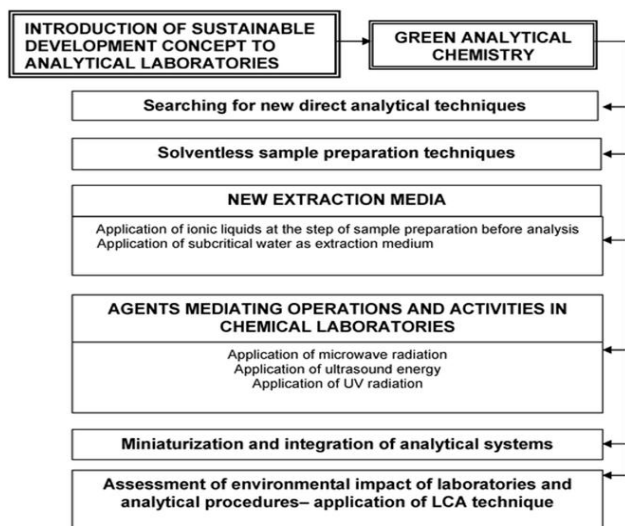 INTRODUCTION OF SUSTAINABLE
DEVELOPMENT CONCEPT TO
ANALYTICAL LABORATORIES
GREEN ANALYTICAL
CHEMISTRY
Searching for new direct analytical techniques
Solventless sample preparation techniques
NEW EXTRACTION MEDIA
Application of ionic liquids at the step of sample preparation before analysis
Application of subcritical water as extraction medium
AGENTS MEDIATING OPERATIONS AND ACTIVITIES IN
CHEMICAL LABORATORIES
Application of microwave radiation
Application of ultrasound energy
Application of UV radiation
Miniaturization and integration of analytical systems
Assessment of environmental impact of laboratories and
analytical procedures– application of LCA technique